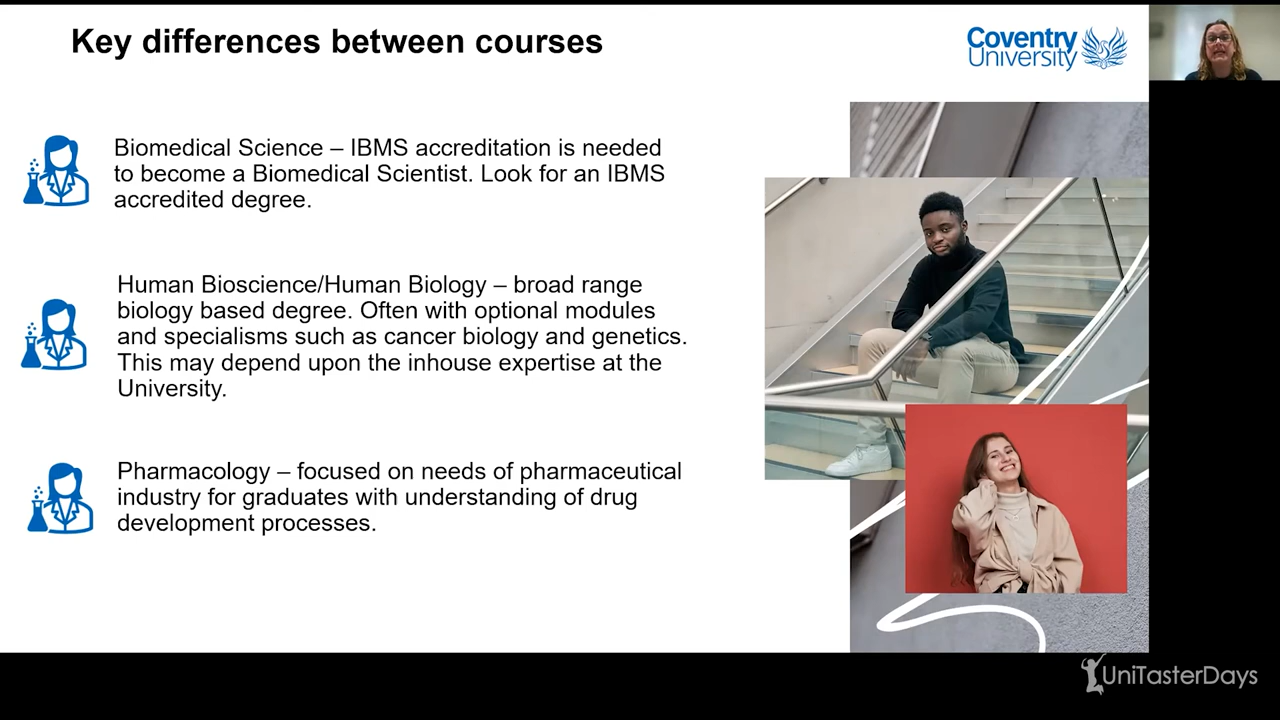 Key differences between courses
Coventry
University
Biomedical Science – IBMS accreditation is needed
to become a Biomedical Scientist. Look for an IBMS
accredited degree.
Human Bioscience/Human Biology – broad range
biology based degree. Often with optional modules
and specialisms such as cancer biology and genetics.
This may depend upon the inhouse expertise at the
University.
Pharmacology – focused on needs of pharmaceutical
industry for graduates with understanding of drug
development processes.
UniTasterDays